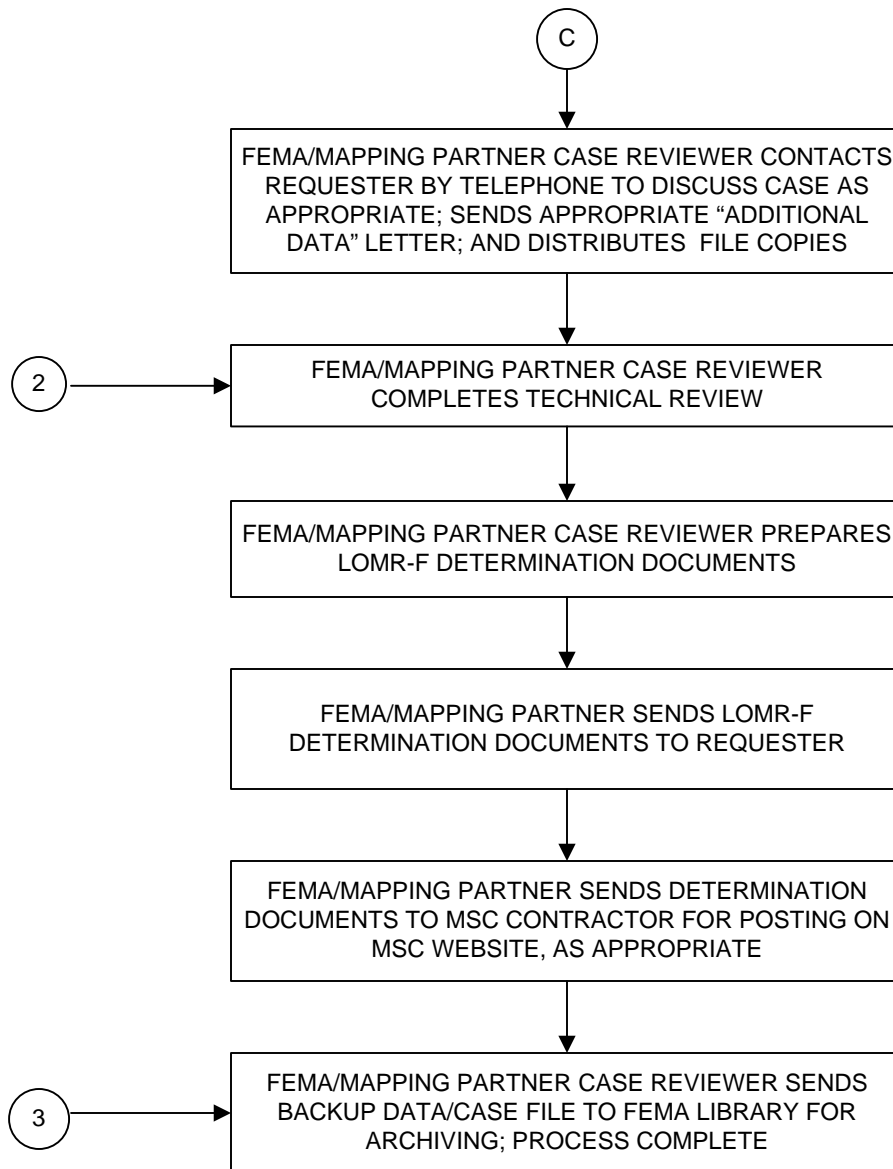 C
FEMA/MAPPING PARTNER CASE REVIEWER CONTACTS
REQUESTER BY TELEPHONE TO DISCUSS CASE AS
APPROPRIATE; SENDS APPROPRIATE “ADDITIONAL
DATA” LETTER; AND DISTRIBUTES FILE COPIES
2
FEMA/MAPPING PARTNER CASE REVIEWER
COMPLETES TECHNICAL REVIEW
FEMA/MAPPING PARTNER CASE REVIEWER PREPARES
LOMR-F DETERMINATION DOCUMENTS
FEMA/MAPPING PARTNER SENDS LOMR-F
DETERMINATION DOCUMENTS TO REQUESTER
FEMA/MAPPING PARTNER SENDS DETERMINATION
DOCUMENTS TO MSC CONTRACTOR FOR POSTING ON
MSC WEBSITE, AS APPROPRIATE
3
FEMA/MAPPING PARTNER CASE REVIEWER SENDS
BACKUP DATA/CASE FILE TO FEMA LIBRARY FOR
ARCHIVING; PROCESS COMPLETE